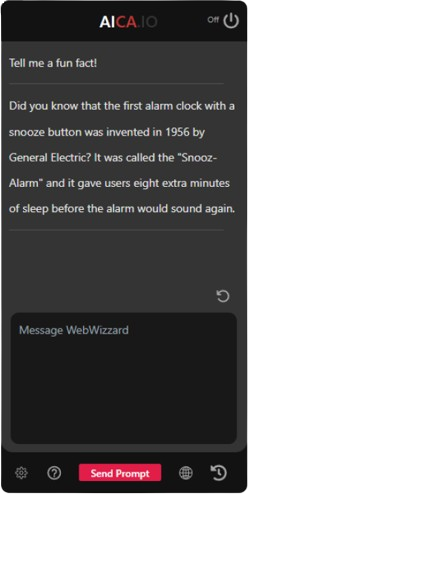 AICA.IO
Off
Tell me a fun fact!
Did you know that the first alarm clock with a
snooze button was invented in 1956 by
General Electric? It was called the "Snooz-
Alarm" and it gave users eight extra minutes
of sleep before the alarm would sound again.
Message WebWizzard
Send Prompt